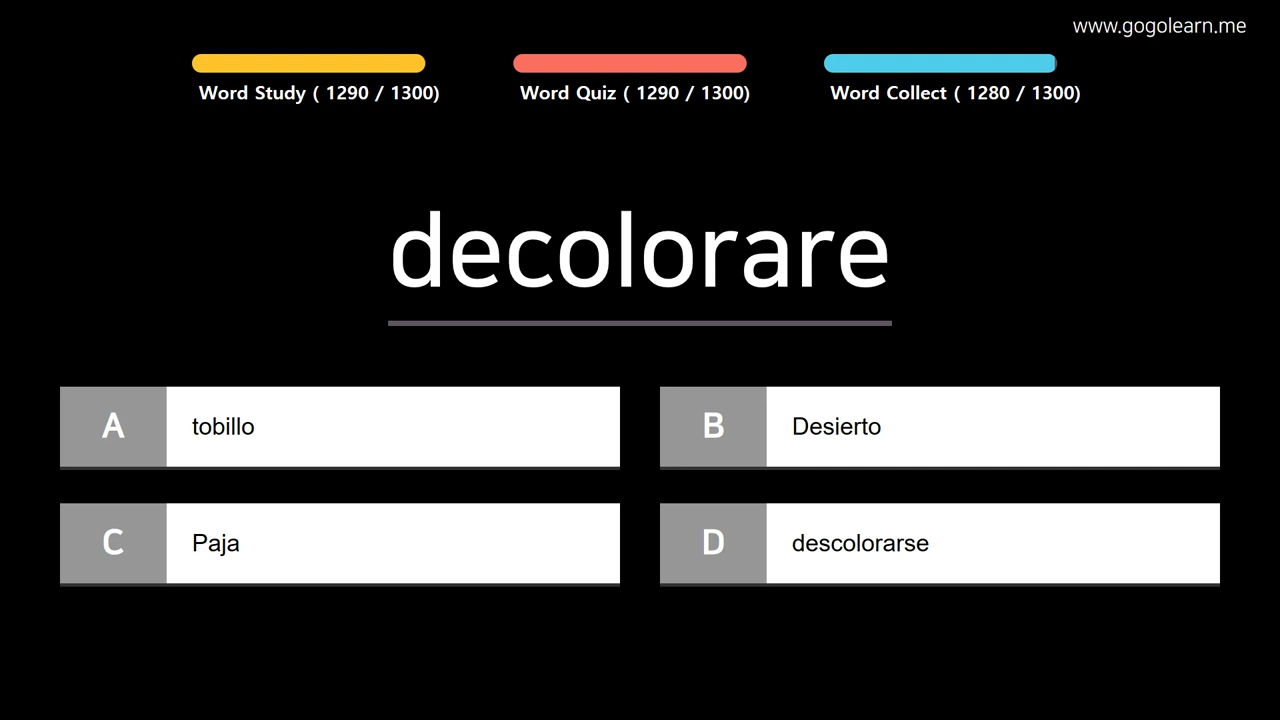 www.gogolearn.me
Word Study ( 1290 / 1300)
Word Quiz ( 1290 / 1300)
Word Collect ( 1280 / 1300)
decolorare
A tobillo
B Desierto
C Paja
D descolorarse